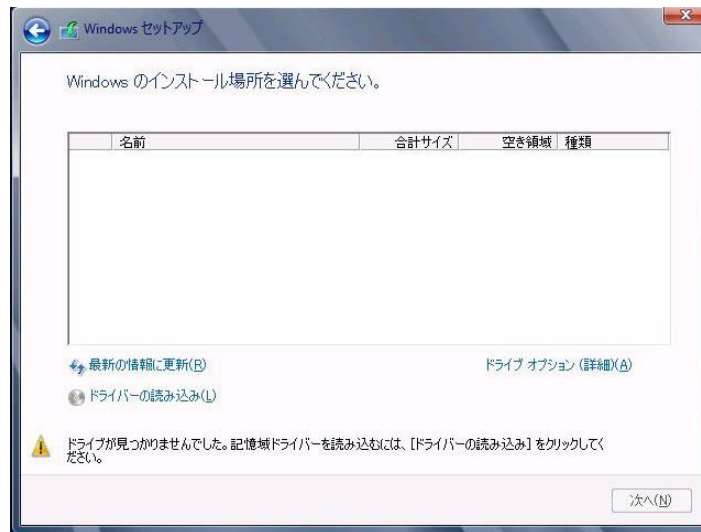 Windows セットアップ
Windows のインストール場所を選んでください。
名前 合計サイズ 空き領域 種類
最新の情報に更新(R) ドライブ オプション (詳細)(A)
ドライバーの読み込み(L)
ドライブが見つかりませんでした。記憶域ドライバーを読み込むには、[ドライバーの読み込み] をクリックしてく
ださい。
次へ(N)